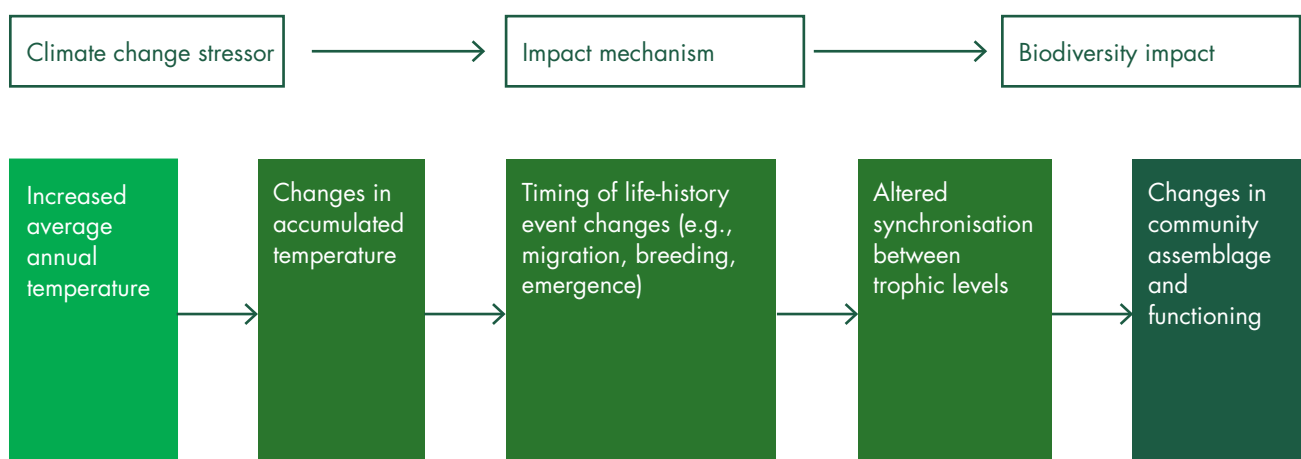 Climate change stressor
Impact mechanism
Biodiversity impact
Increased
average
annual
temperature
Changes in
accumulated
temperature
Timing of life-history
event changes (e.g.,
migration, breeding,
emergence)
Altered
synchronisation
between
trophic levels
Changes in
community
assemblage
and
functioning